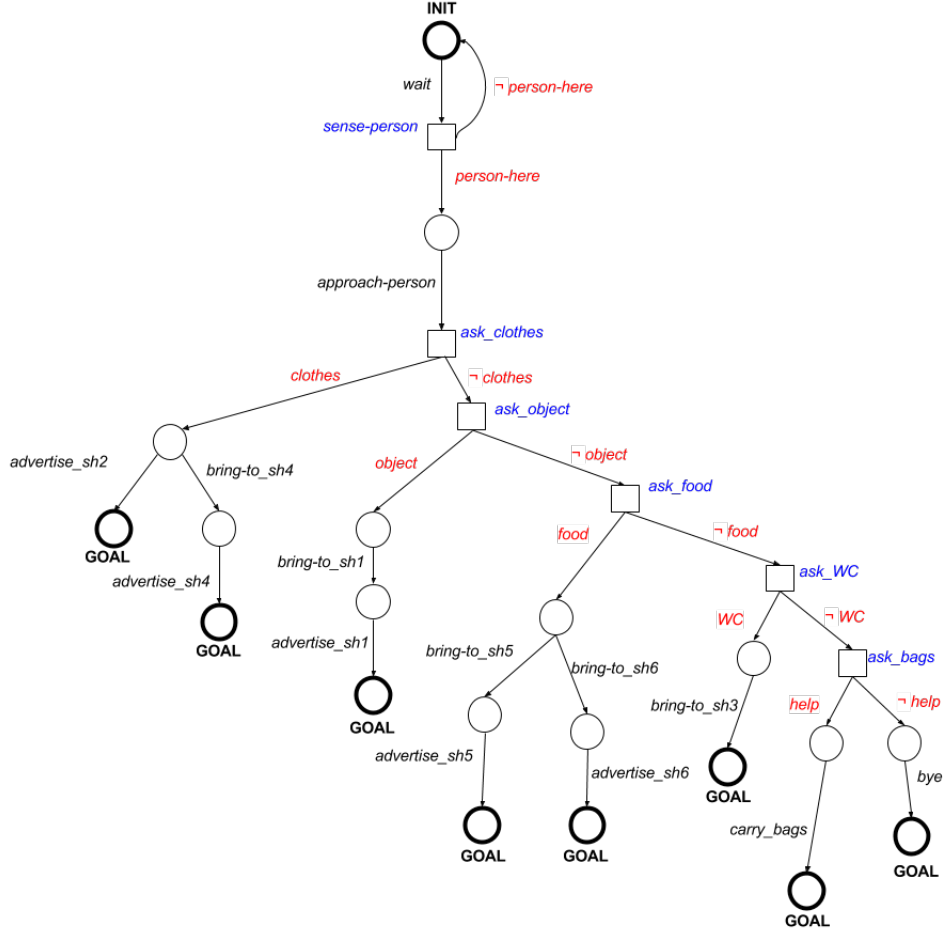 INIT
wait
¬ person-here
sense-person
person-here
approach-person
ask_clothes
clothes
¬ clothes
ask_object
advertise_sh2
bring-to_sh4
object
¬ object
ask_food
GOAL
advertise_sh4
GOAL
bring-to_sh1
advertise_sh1
GOAL
food
¬ food
ask_WC
bring-to_sh5
bring-to_sh6
advertise_sh5
advertise_sh6
GOAL
GOAL
WC
¬ WC
ask_bags
bring-to_sh3
GOAL
help
¬ help
carry_bags
bye
GOAL
GOAL